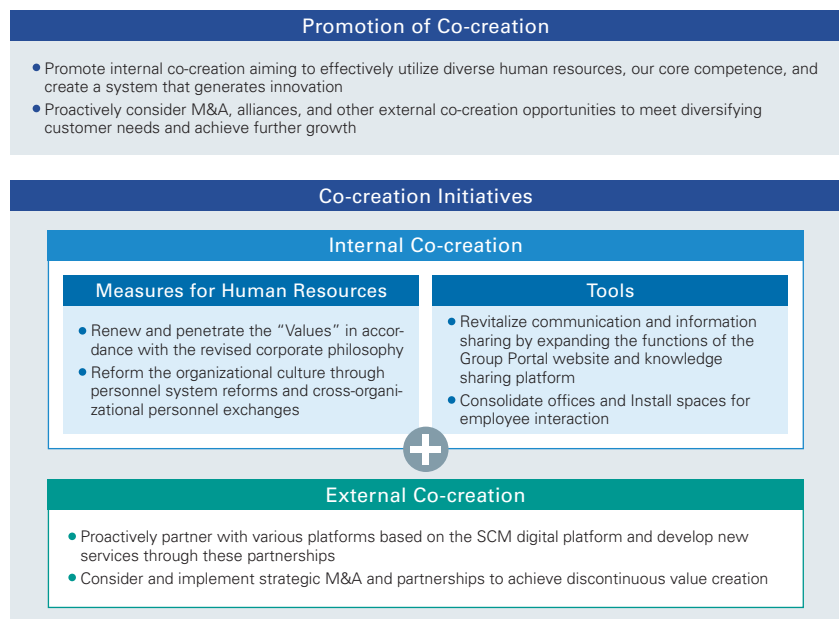 Promotion of Co-creation
● Promote internal co-creation aiming to effectively utilize diverse human resources, our core competence, and
create a system that generates innovation
● Proactively consider M&A, alliances, and other external co-creation opportunities to meet diversifying
customer needs and achieve further growth
Co-creation Initiatives
Internal Co-creation
Measures for Human Resources
● Renew and penetrate the “Values” in accor-
dance with the revised corporate philosophy
● Reform the organizational culture through
personnel system reforms and cross-organi-
zational personnel exchanges
Tools
● Revitalize communication and information
sharing by expanding the functions of the
Group Portal website and knowledge
sharing platform
● Consolidate offices and Install spaces for
employee interaction
External Co-creation
● Proactively partner with various platforms based on the SCM digital platform and develop new
services through these partnerships
● Consider and implement strategic M&A and partnerships to achieve discontinuous value creation